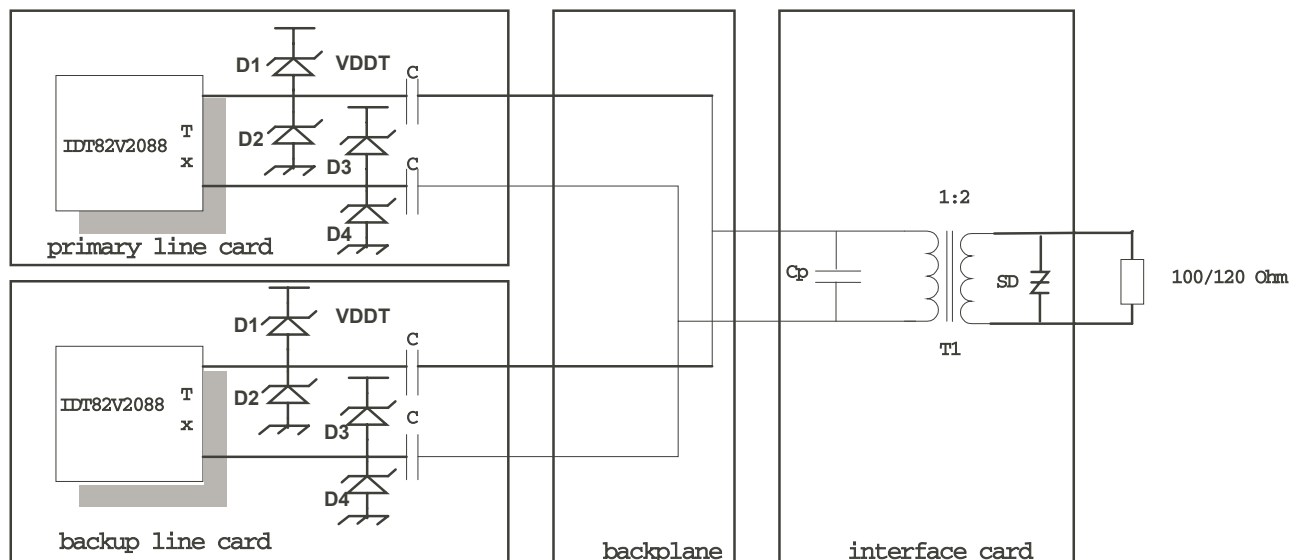 D1
VDDT
C
D2
IDT82V2088
T
x
D3
C
D4
primary line card
1:2
Cp
SD
100/120 Ohm
T1
D1
VDDT
C
D2
IDT82V2088
T
x
D3
C
D4
backup line card
backplane
interface card